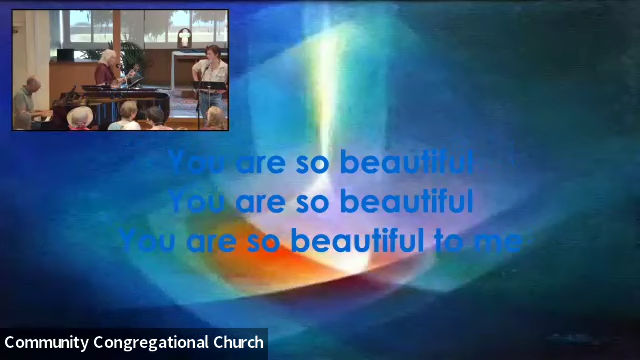 You are so beautiful
You are so beautiful
You are so beautiful to me
Community Congregational Church